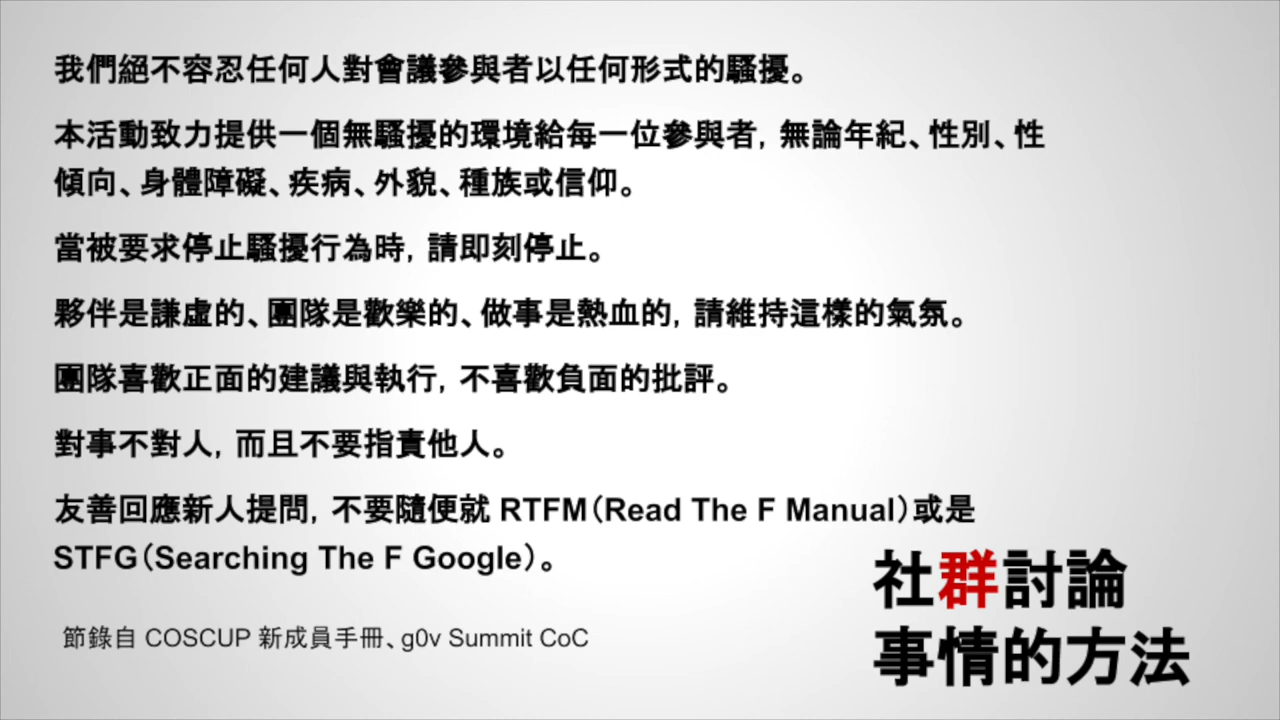 我們絕不容忍任何人對會議參與者以任何形式的騷擾。
本活動致力提供一個無騷擾的環境給每一位參與者，無論年紀、性別、性
傾向、身體障礙、疾病、外貌、種族或信仰。
當被要求停止騷擾行為時，請即刻停止。
夥伴是謙虛的、團隊是歡樂的、做事是熱血的，請維持這樣的氣氛。
團隊喜歡正面的建議與執行，不喜歡負面的批評。
對事不對人，而且不要指責他人。
友善回應新人提問，不要隨便就 RTFM（Read The F Manual）或是
STFG（Searching The F Google）。
節錄自 COSCUP 新成員手冊、g0v Summit CoC
社群討論
事情的方法